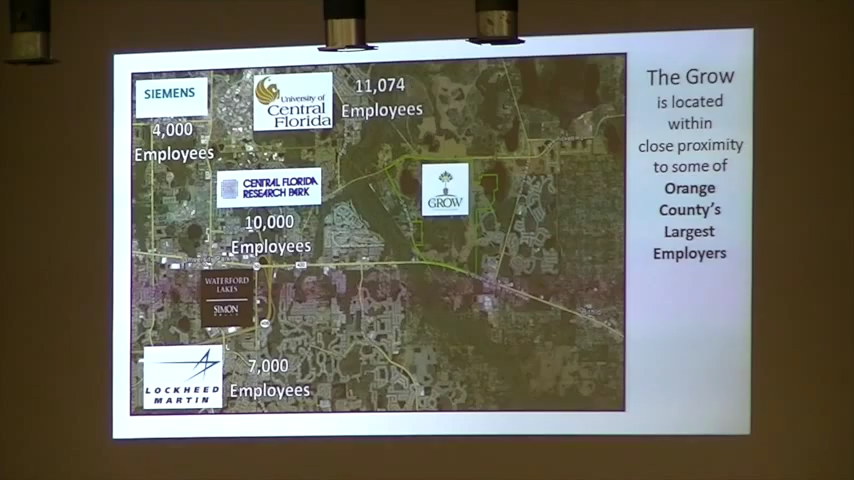 SIEMENS
4,000
Employees
University of
Central
Florida
11,074
Employees
CENTRAL FLORIDA
RESEARCH PARK
10,000
Employees
GROW
WATERFORD
LAKES
SIMON
LOCKHEED
MARTIN
7,000
Employees
The Grow
is located
within
close proximity
to some of
Orange
County's
Largest
Employers